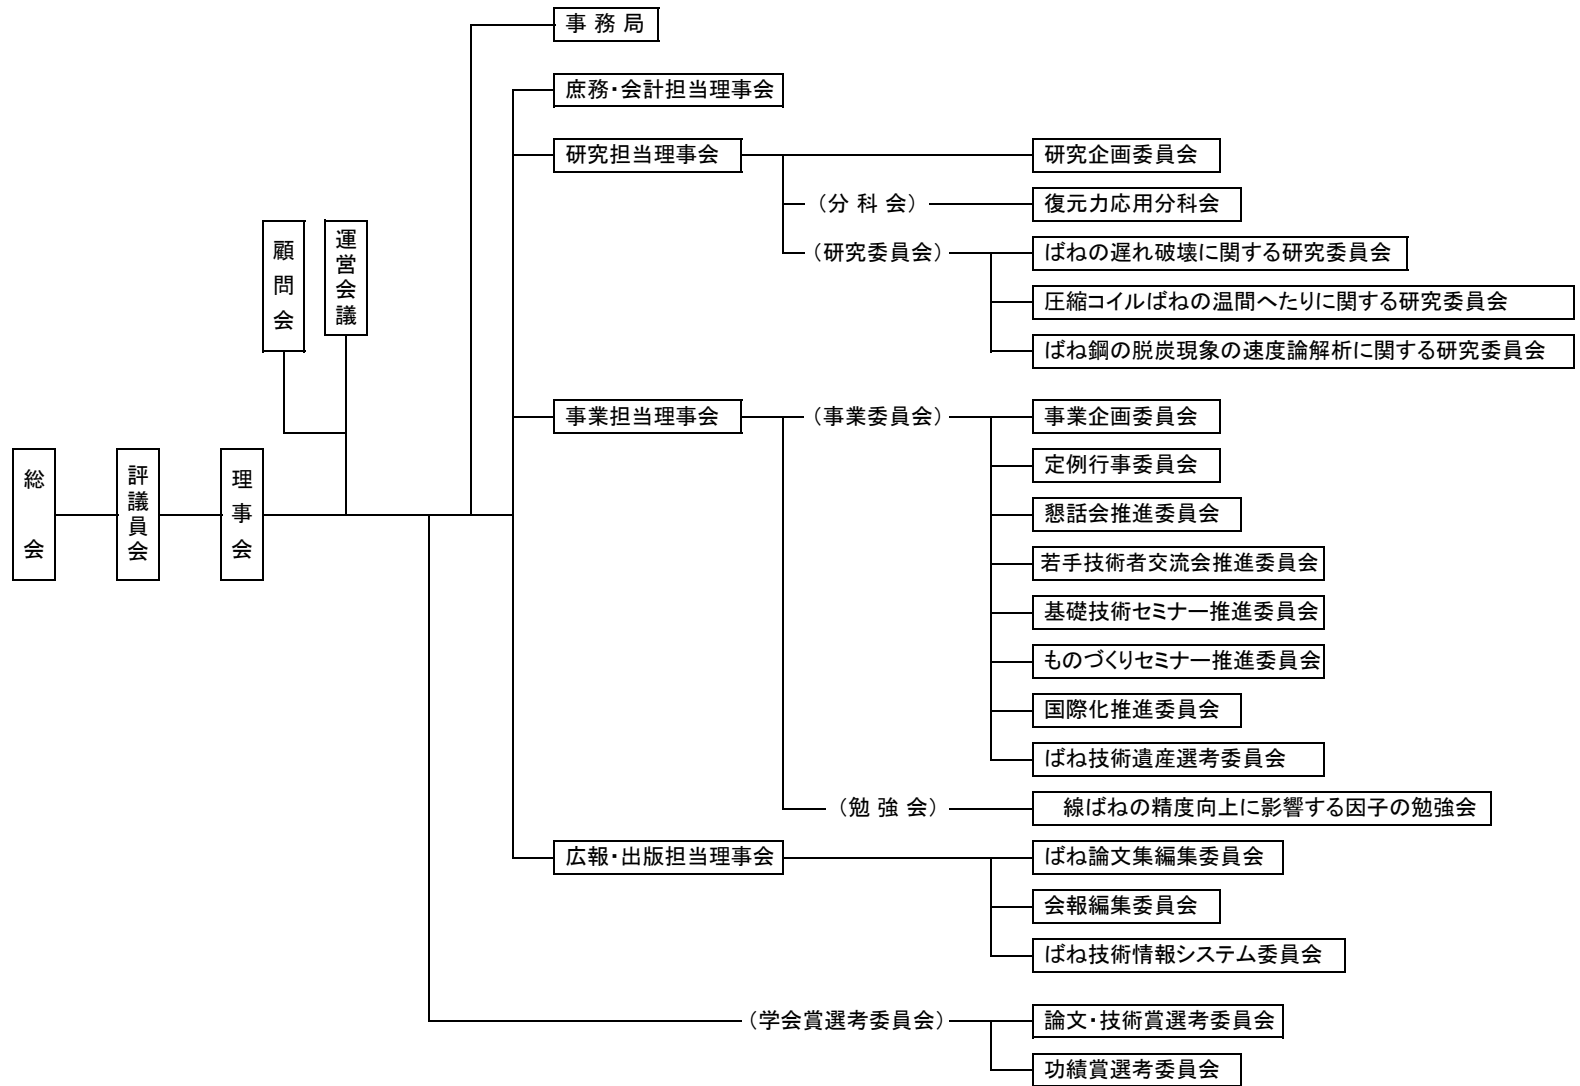 事 務 局
庶務・会計担当理事会
研究担当理事会
研究企画委員会
（分 科 会）
復元力応用分科会
（研究委員会）
ばねの遅れ破壊に関する研究委員会
圧縮コイルばねの温間へたりに関する研究委員会
ばね鋼の脱炭現象の速度論解析に関する研究委員会
顧問会
運営会議
事業担当理事会
（事業委員会）
事業企画委員会
定例行事委員会
懇話会推進委員会
若手技術者交流会推進委員会
基礎技術セミナー推進委員会
ものづくりセミナー推進委員会
国際化推進委員会
ばね技術遺産選考委員会
総会
評議員会
理事会
（勉 強 会）
線ばねの精度向上に影響する因子の勉強会
広報・出版担当理事会
ばね論文集編集委員会
会報編集委員会
ばね技術情報システム委員会
（学会賞選考委員会）
論文・技術賞選考委員会
功績賞選考委員会